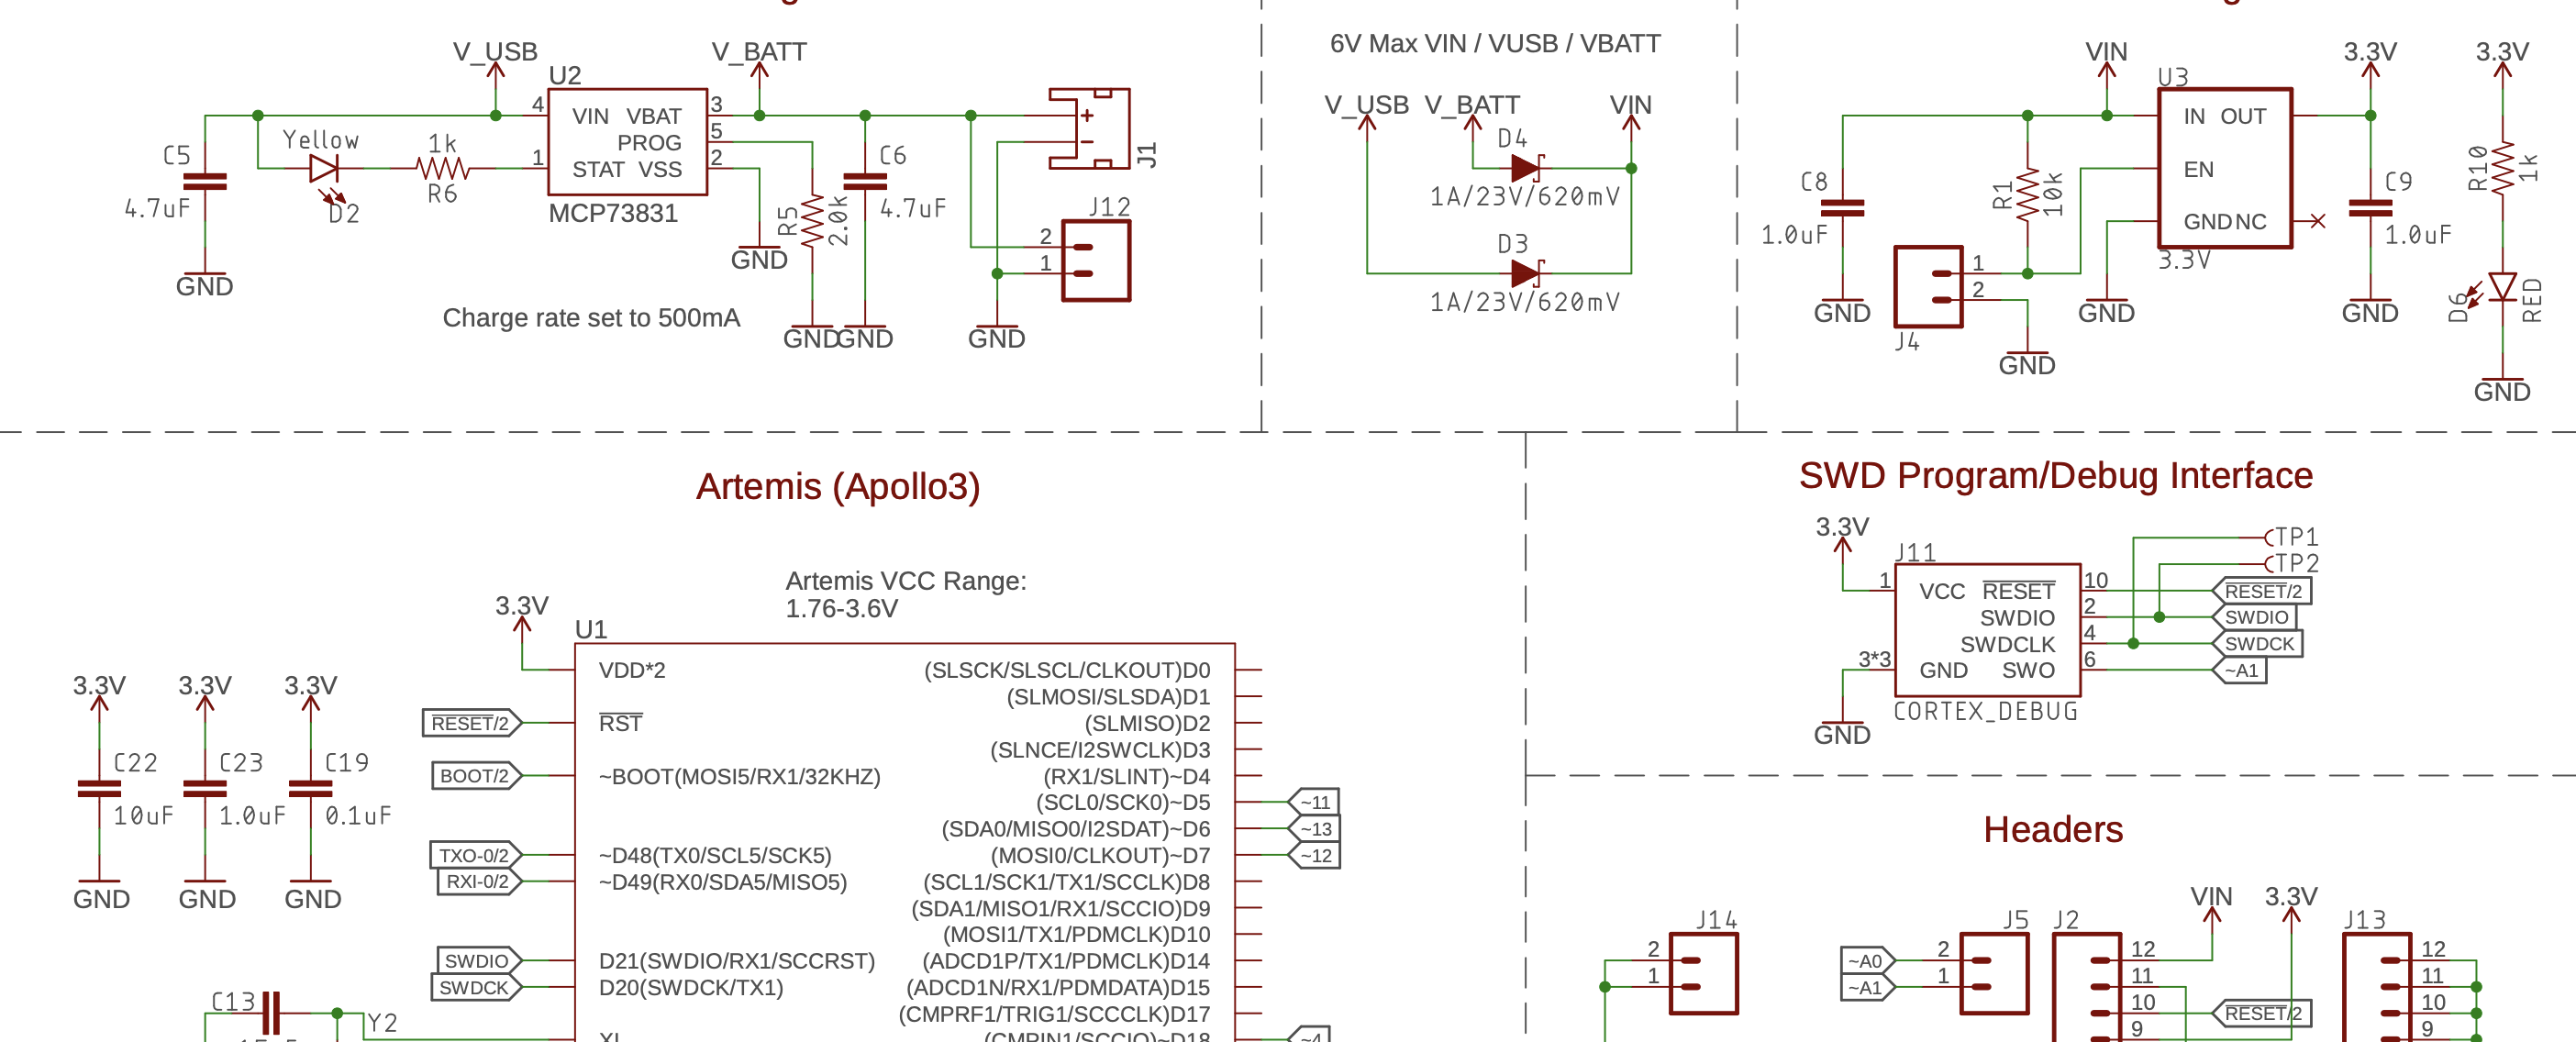 V_USB
V_BATT
U2
4
VIN VBAT
3
PROG
5
1
STAT VSS
2
MCP73831
C5
4.7uF
GND
Yellow
D2
1k
R6
GND
R5
2.0k
C6
4.7uF
GND
GND
GND
J1
+
-
J12
2
1
Charge rate set to 500mA
6V Max VIN / VUSB / VBATT
V_USB V_BATT VIN
D4
1A/23V/620mV
D3
1A/23V/620mV
VIN
3.3V
3.3V
U3
IN OUT
EN
GND NC
3.3V
C8
1.0uF
GND
R1
10k
J4
1
2
GND
GND
C9
1.0uF
GND
R10
1k
D6
RED
GND
Artemis (Apollo3)
Artemis VCC Range:
1.76-3.6V
3.3V
U1
VDD*2
RESET/2
RST
BOOT/2
~BOOT(MOSI5/RX1/32KHZ)
TXO-0/2
~D48(TX0/SCL5/SCK5)
RXI-0/2
~D49(RX0/SDA5/MISO5)
SWDIO
D21(SWDIO/RX1/SCCRST)
SWDCK
D20(SWDCK/TX1)
(SLSCK/SLSCL/CLKOUT)D0
(SLMOSI/SLSDA)D1
(SLMISO)D2
(SLNCE/I2SWCLK)D3
(RX1/SLINT)~D4
(SCL0/SCK0)~D5
~11
(SDA0/MISO0/I2SDAT)~D6
~13
(MOSI0/CLKOUT)~D7
~12
(SCL1/SCK1/TX1/SCCLK)D8
(SDA1/MISO1/RX1/SCCIO)D9
(MOSI1/TX1/PDMCLK)D10
(ADCD1P/TX1/PDMCLK)D14
(ADCD1N/RX1/PDMDATA)D15
(CMPRF1/TRIG1/SCCCLK)D17
(CMPIN1/SCCIO)~D18
~4
3.3V 3.3V 3.3V
C22
10uF
GND
C23
1.0uF
GND
C19
0.1uF
GND
C13
Y2
SWD Program/Debug Interface
3.3V
J11
1
VCC RESET
10
RESET/2
SWDIO
2
SWDIO
SWDCLK
4
SWDCK
3*3
GND SWO
6
~A1
CORTEX_DEBUG
GND
TP1
TP2
Headers
J14
2
1
J5
~A0
2
~A1
1
J2
VIN
3.3V
12
11
10
RESET/2
9
J13
12
11
10
9